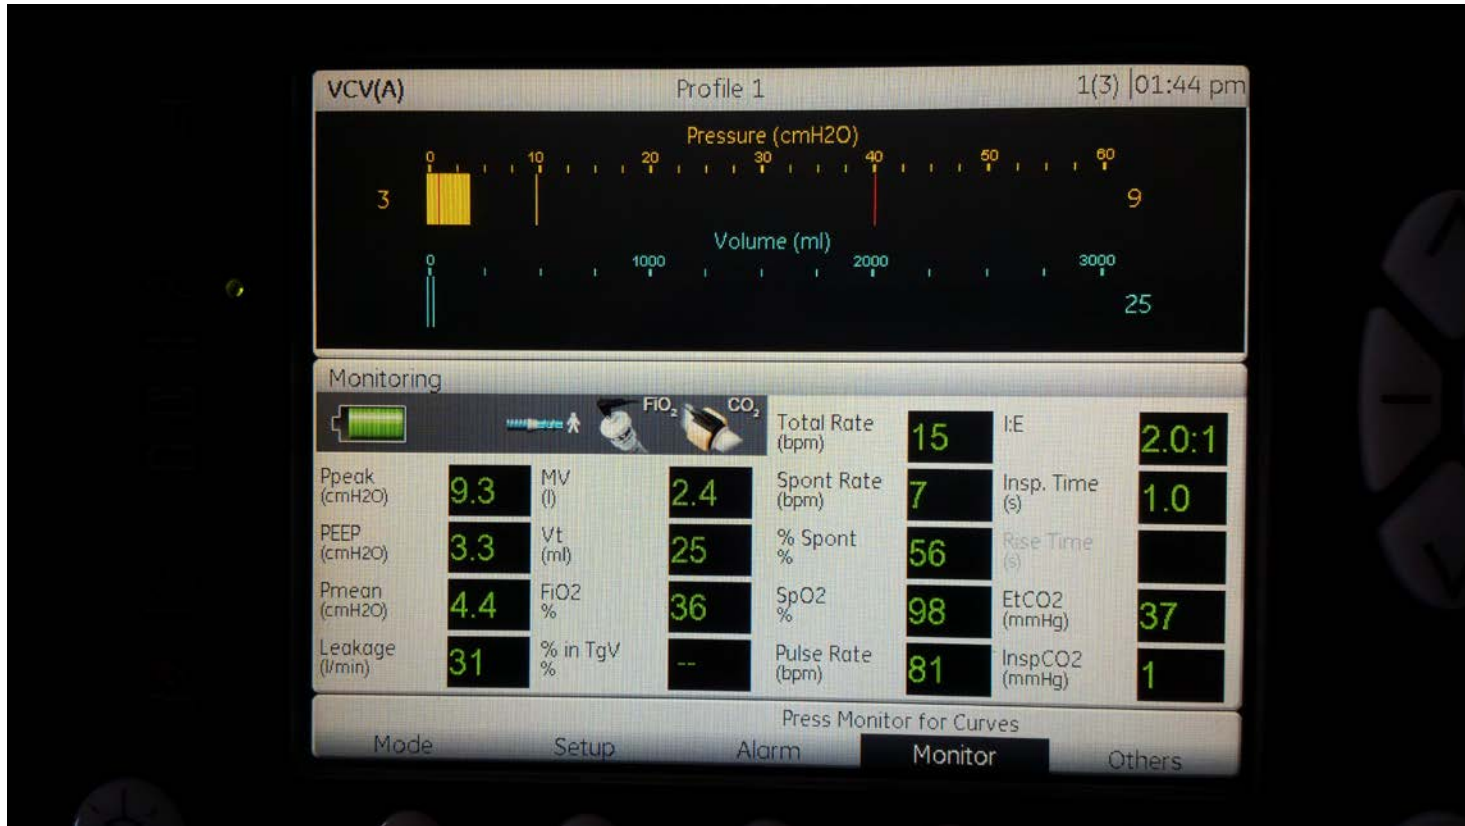 VCV(A) Profile 1 1(3) 01:44 pm
Pressure (cmH2O)
0 10 20 30 40 50 60
3 9
Volume (ml)
0 1000 2000 3000
25
Monitoring
FiO2 CO2
Total Rate (bpm) 15 I:E 2.0:1
Ppeak (cmH2O) 9.3 MV (l) 2.4 Spont Rate (bpm) 7 Insp. Time (s) 1.0
PEEP (cmH2O) 3.3 Vt (ml) 25 % Spont % 56 Rise Time (s)
Pmean (cmH2O) 4.4 FiO2 % 36 SpO2 % 98 EtCO2 (mmHg) 37
Leakage (l/min) 31 % in TgV % -- Pulse Rate (bpm) 81 InspCO2 (mmHg) 1
Press Monitor for Curves
Mode Setup Alarm Monitor Others